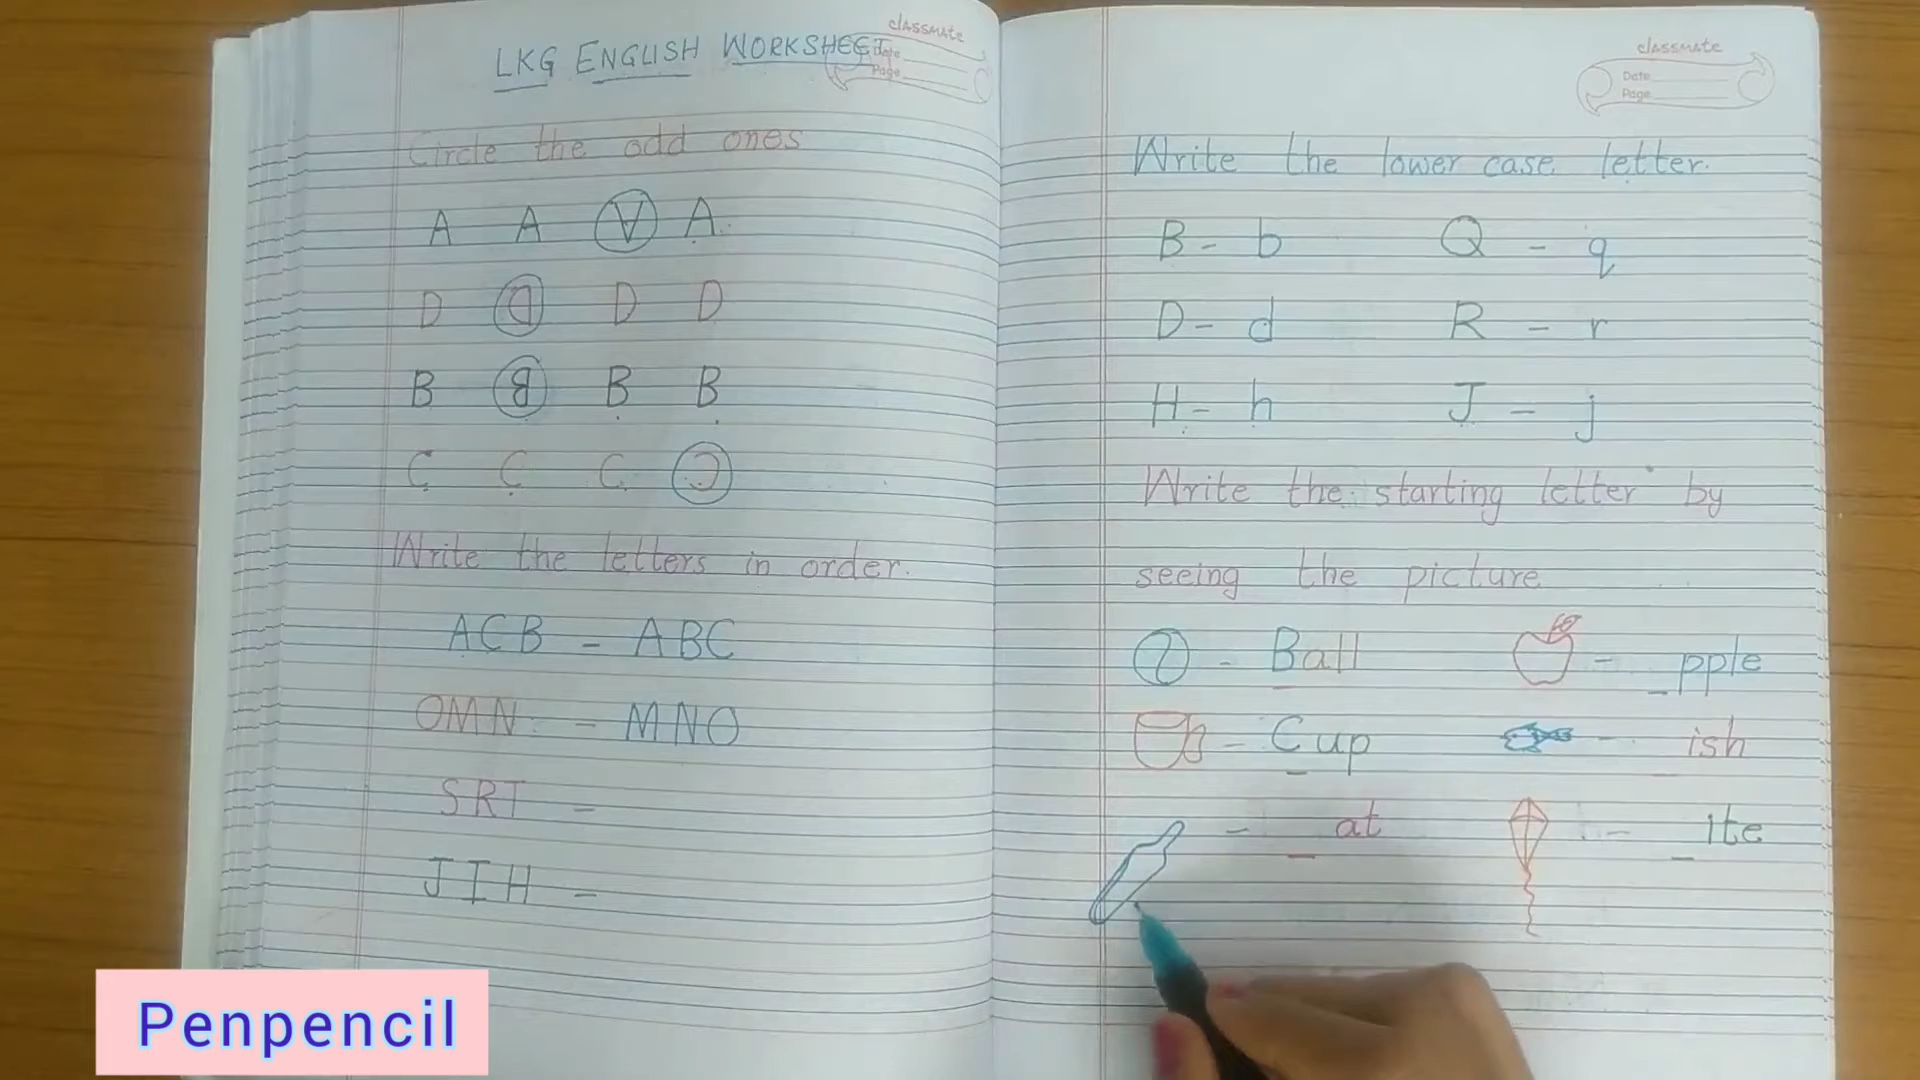 LKG ENGLISH WORKSHEET
classmate
Date
Page
Circle the odd ones
A A A A
D D D D
B B B B
C C C C
Write the letters in order.
ACB - ABC
OMN - MNO
SRT -
JIH -
classmate
Date
Page
Write the lower case letter.
B - b Q - q
D - d R - r
H - h J - j
Write the starting letter by
seeing the picture
- Ball - _pple
- Cup - _ish
- _at - _ite
Penpencil